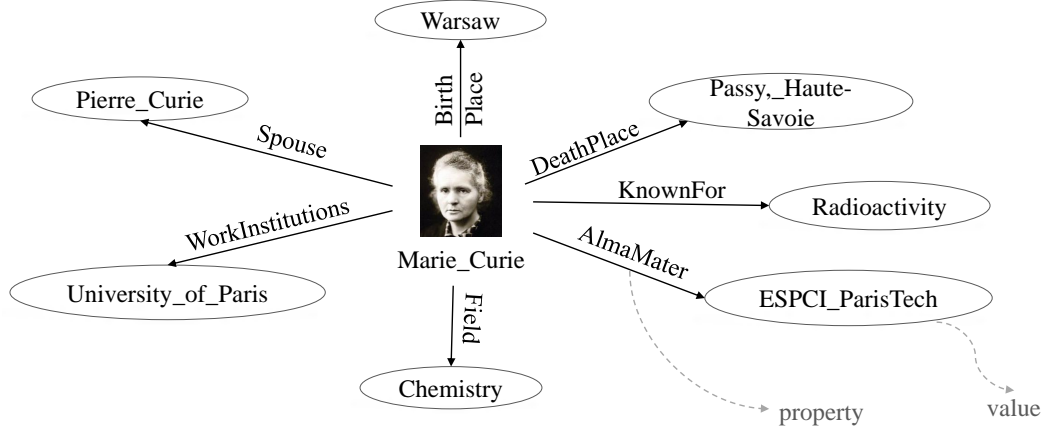 Warsaw
Birth
Place
Pierre_Curie
Spouse
Passy,_Haute-
Savoie
DeathPlace
KnownFor
Radioactivity
WorkInstitutions
University_of_Paris
Marie_Curie
AlmaMater
ESPCI_ParisTech
Field
Chemistry
property
value